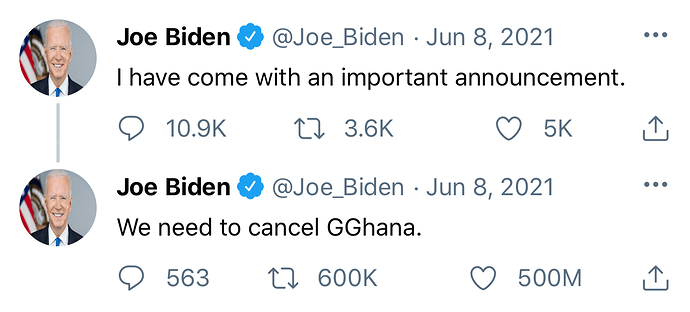 Joe Biden @Joe_Biden · Jun 8, 2021
I have come with an important announcement.
10.9K 3.6K 5K
Joe Biden @Joe_Biden · Jun 8, 2021
We need to cancel GGhana.
563 600K 500M